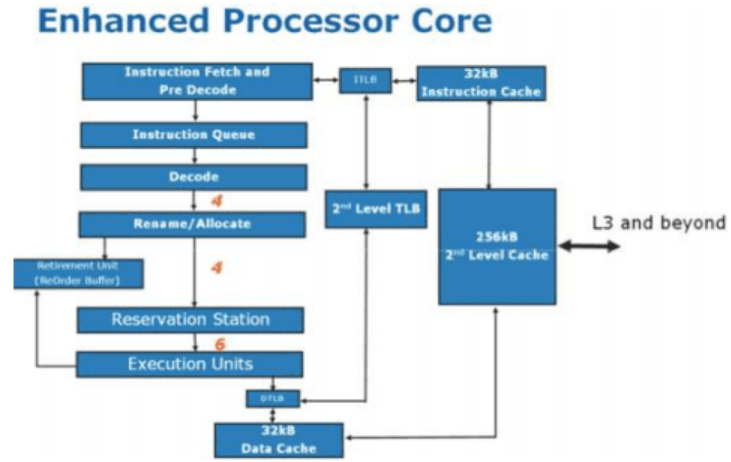 Enhanced Processor Core
Instruction Fetch and
Pre Decode
ITLB
32kB
Instruction Cache
Instruction Queue
Decode
4
Rename/Allocate
2nd Level TLB
256kB
2nd Level Cache
L3 and beyond
4
Retirement Unit
(ReOrder Buffer)
Reservation Station
6
Execution Units
DTLB
32kB
Data Cache